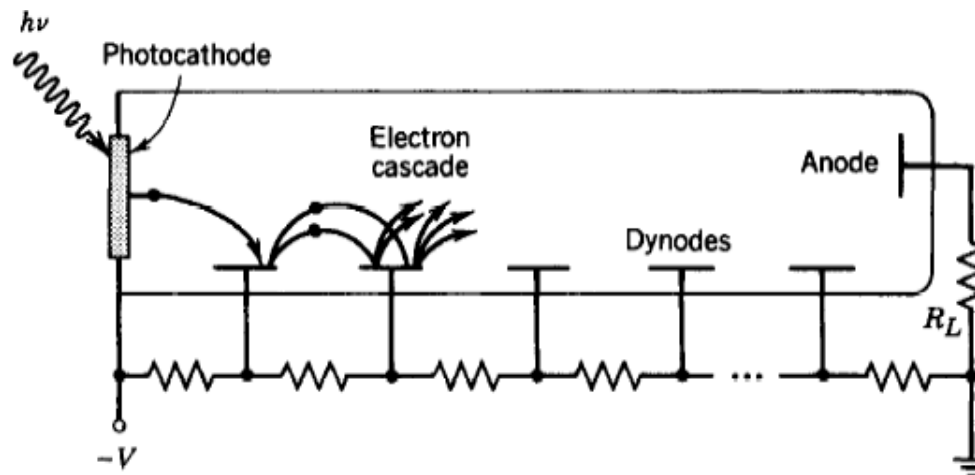 hν
Photocathode
Electron
cascade
Anode
Dynodes
R_L
...
-V